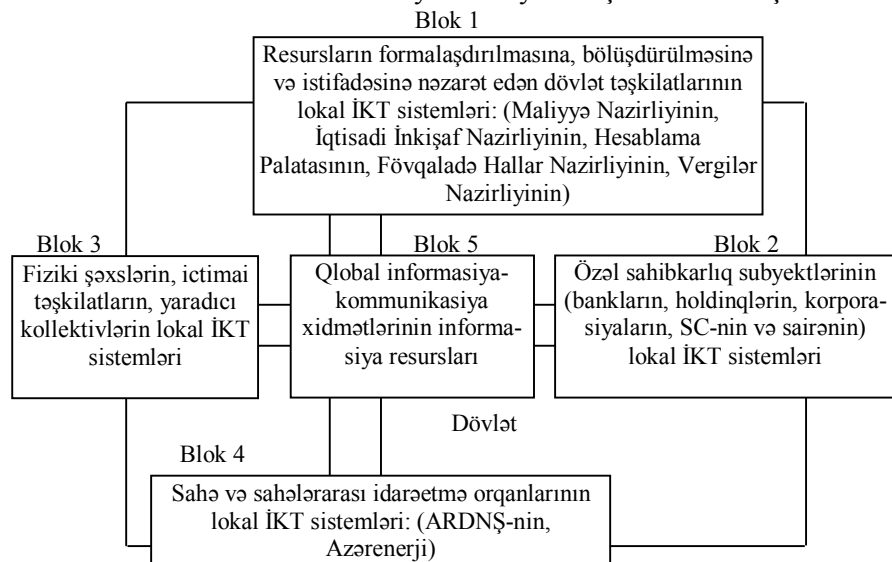 Blok 1
Resursların formalaşdırılmasına, bölüşdürülməsinə
və istifadəsinə nəzarət edən dövlət təşkilatlarının
lokal İKT sistemləri: (Maliyyə Nazirliyinin,
İqtisadi İnkişaf Nazirliyinin, Hesablama
Palatasının, Fövqaladə Hallar Nazirliyinin, Vergilər
Nazirliyinin)
Blok 3
Fiziki şəxslərin, ictimai
təşkilatların, yaradıcı
kollektivlərin lokal İKT
sistemləri
Blok 5
Qlobal informasiya-
kommunikasiya
xidmətlərinin informa-
siya resursları
Blok 2
Özəl sahibkarlıq subyektlərinin
(bankların, holdinqlərin, korpora-
siyaların, SC-nin və sairənin)
lokal İKT sistemləri
Dövlət
Blok 4
Sahə və sahələrarası idarəetmə orqanlarının
lokal İKT sistemləri: (ARDNŞ-nin,
Azərenerji)